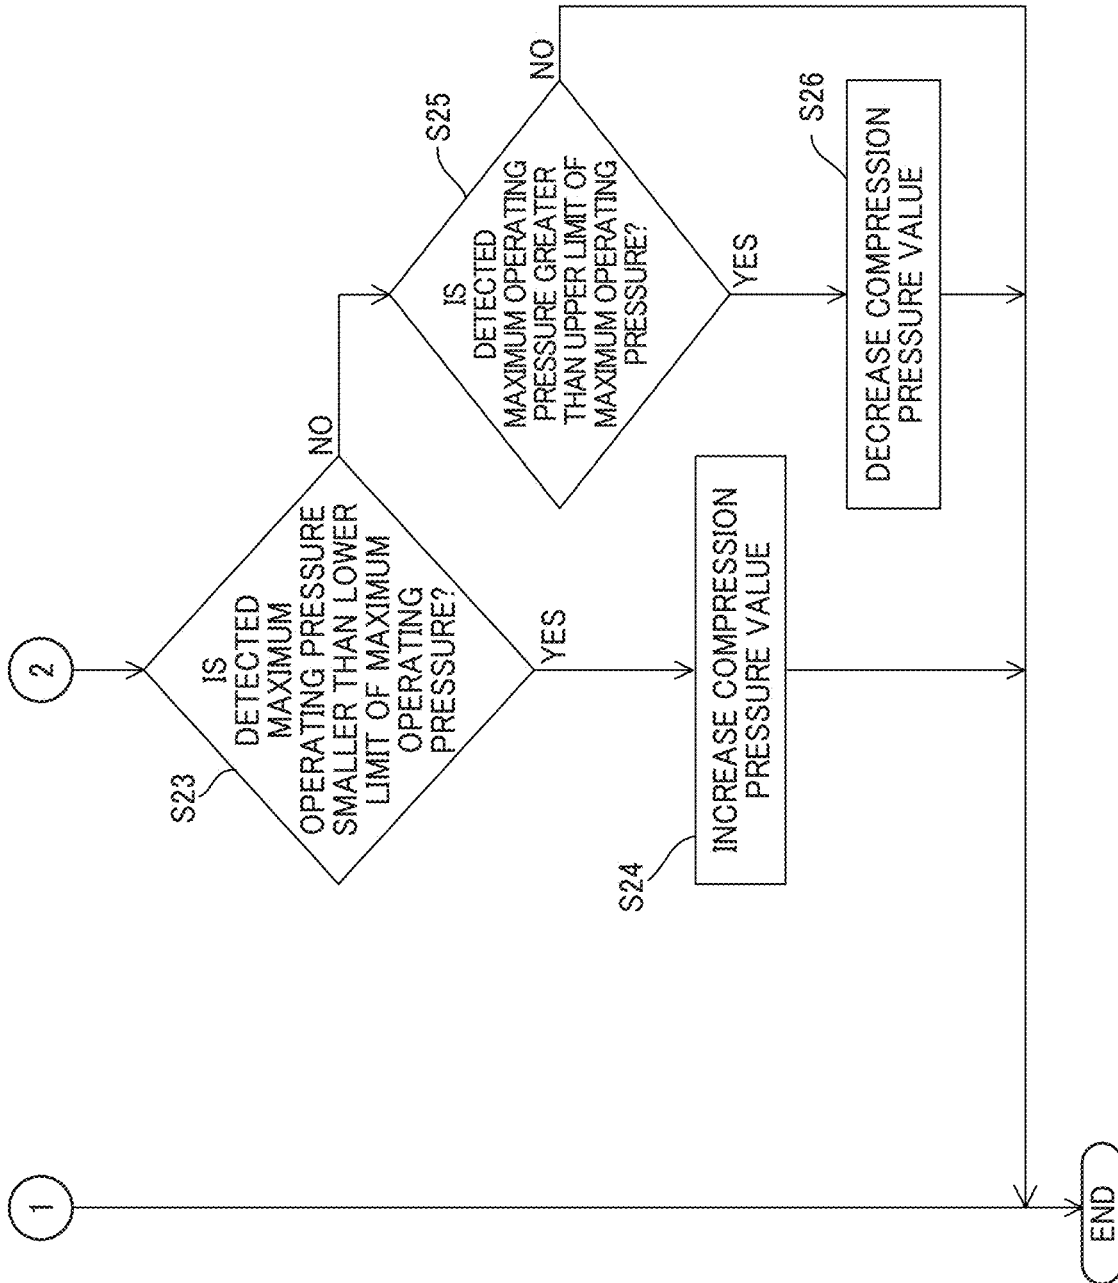 1
2
S23
IS
DETECTED
MAXIMUM
OPERATING PRESSURE
SMALLER THAN LOWER
LIMIT OF MAXIMUM
OPERATING
PRESSURE?
NO
YES
S24
INCREASE COMPRESSION
PRESSURE VALUE
S25
IS
DETECTED
MAXIMUM OPERATING
PRESSURE GREATER
THAN UPPER LIMIT OF
MAXIMUM OPERATING
PRESSURE?
NO
YES
S26
DECREASE COMPRESSION
PRESSURE VALUE
END